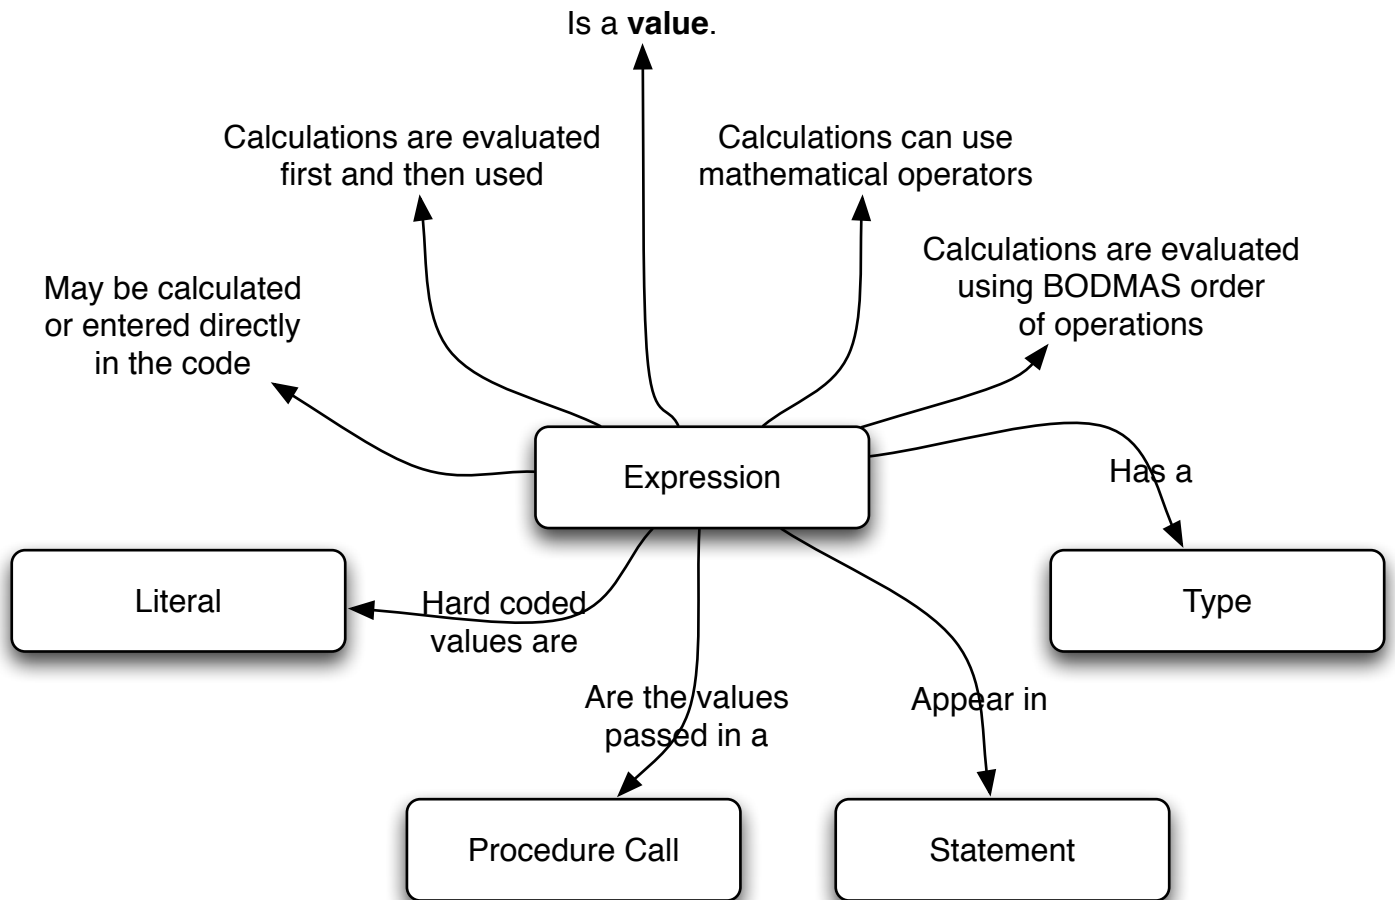 Is a value.
Calculations are evaluated
first and then used
Calculations can use
mathematical operators
Calculations are evaluated
using BODMAS order
of operations
May be calculated
or entered directly
in the code
Expression
Has a
Literal
Hard coded
values are
Type
Are the values
passed in a
Appear in
Procedure Call
Statement